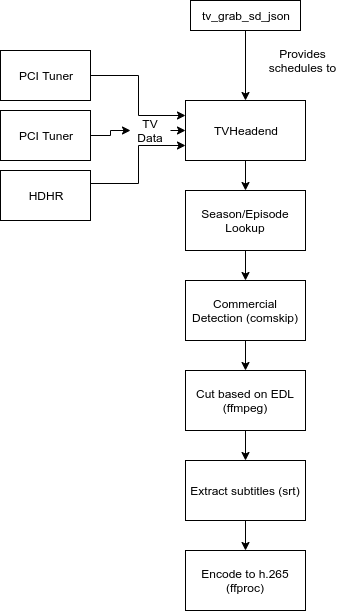 tv_grab_sd_json
Provides
schedules to
PCI Tuner
PCI Tuner
HDHR
TV
Data
TVHeadend
Season/Episode
Lookup
Commercial
Detection (comskip)
Cut based on EDL
(ffmpeg)
Extract subtitles (srt)
Encode to h.265
(ffproc)